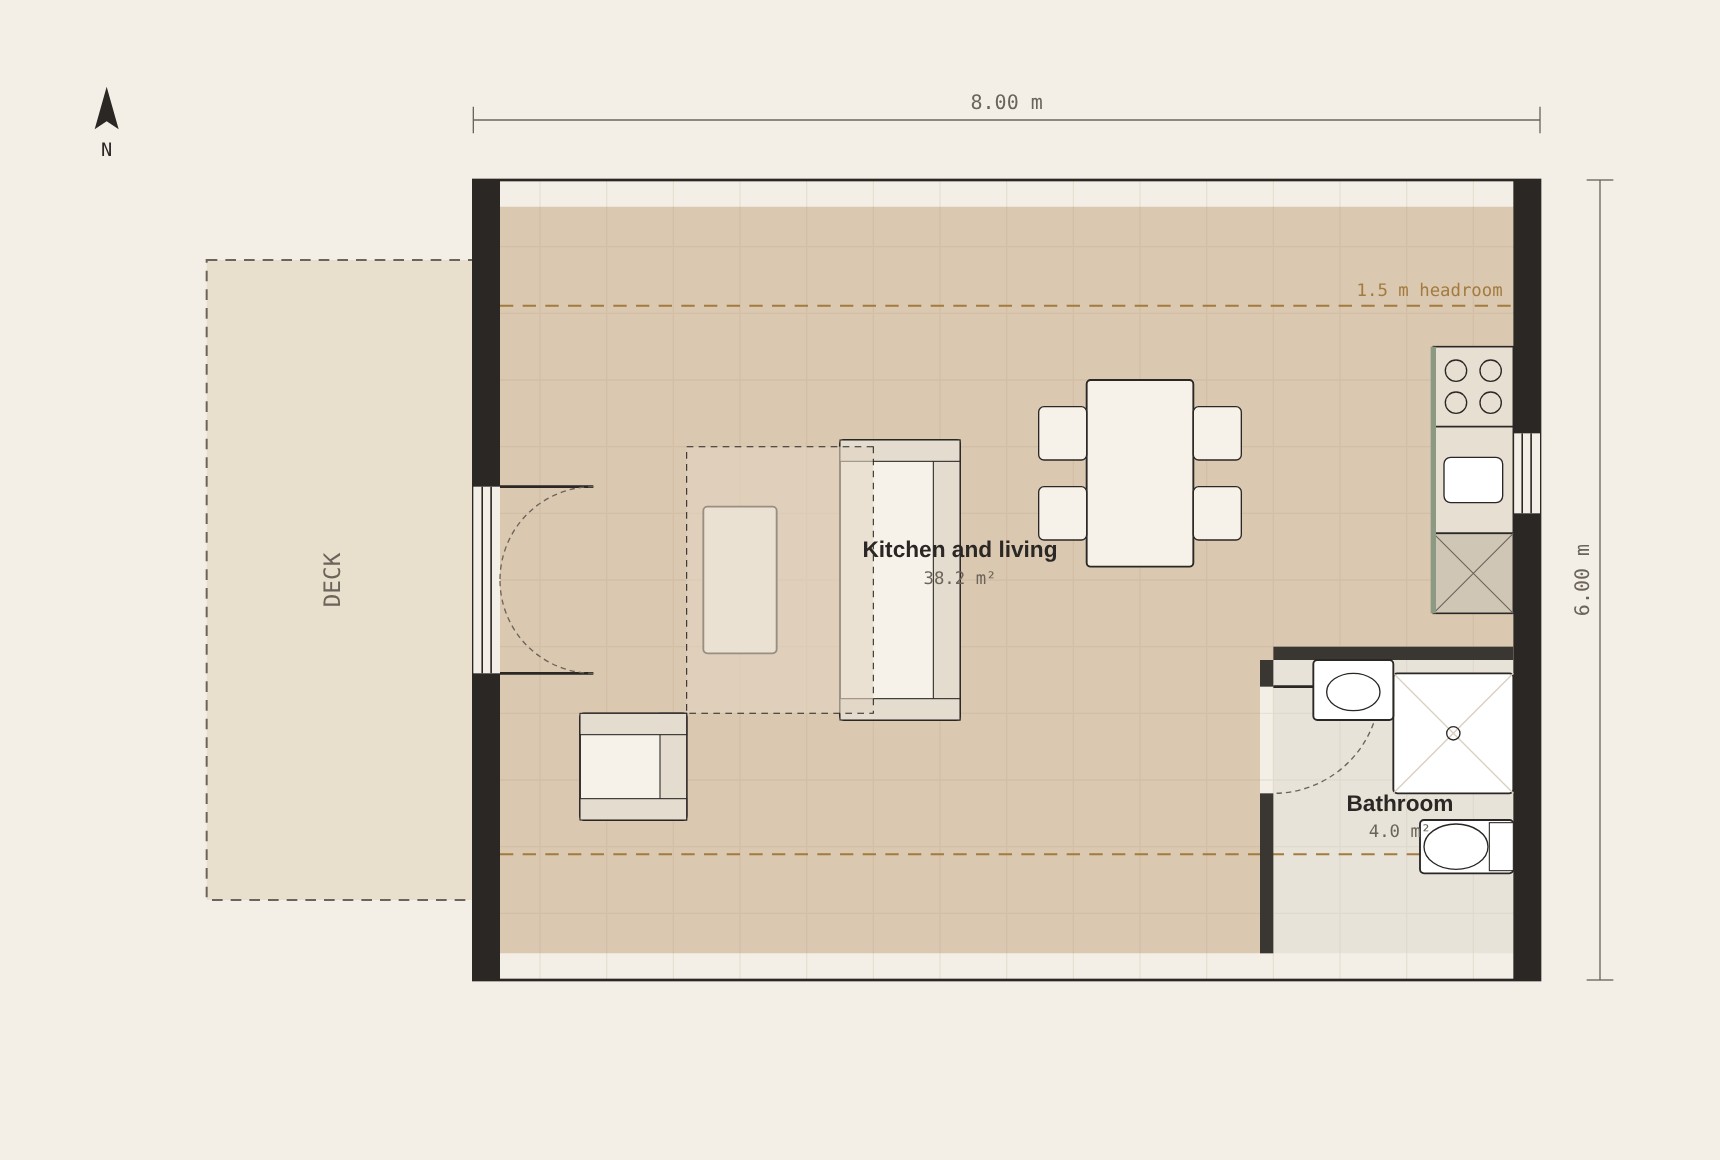 8.00 m
N
1.5 m headroom
DECK
Kitchen and living
38.2 m²
6.00 m
Bathroom
4.0 m²